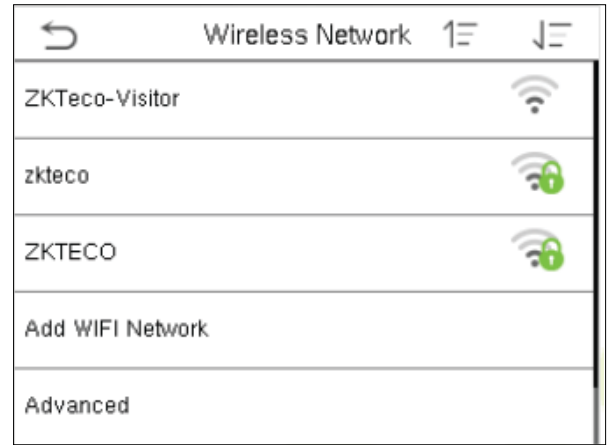 Wireless Network
ZKTeco-Visitor
zkteco
ZKTECO
Add WIFI Network
Advanced